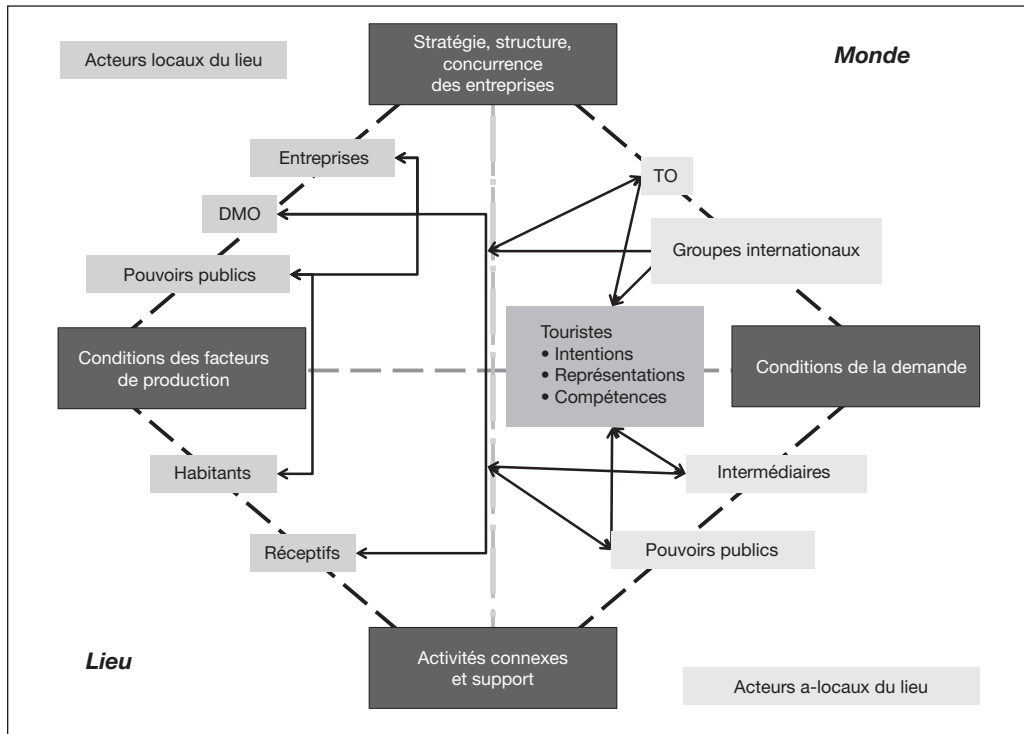 Stratégie, structure,
concurrence
des entreprises
Acteurs locaux du lieu
Monde
Entreprises
TO
DMO
Groupes internationaux
Pouvoirs publics
Touristes
• Intentions
• Représentations
• Compétences
Conditions des facteurs
de production
Conditions de la demande
Habitants
Intermédiaires
Réceptifs
Pouvoirs publics
Lieu
Activités connexes
et support
Acteurs a-locaux du lieu